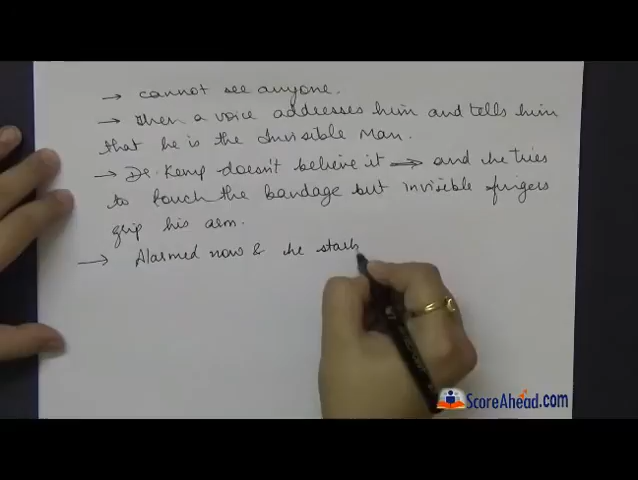 → cannot see anyone.
→ then a voice addresses him and tells him
that he is the Invisible Man.
→ Dr. Kemp doesn't believe it → and he tries
to touch the bandage but invisible fingers
grip his arm.
→ Alarmed now & he
ScoreAhead.com